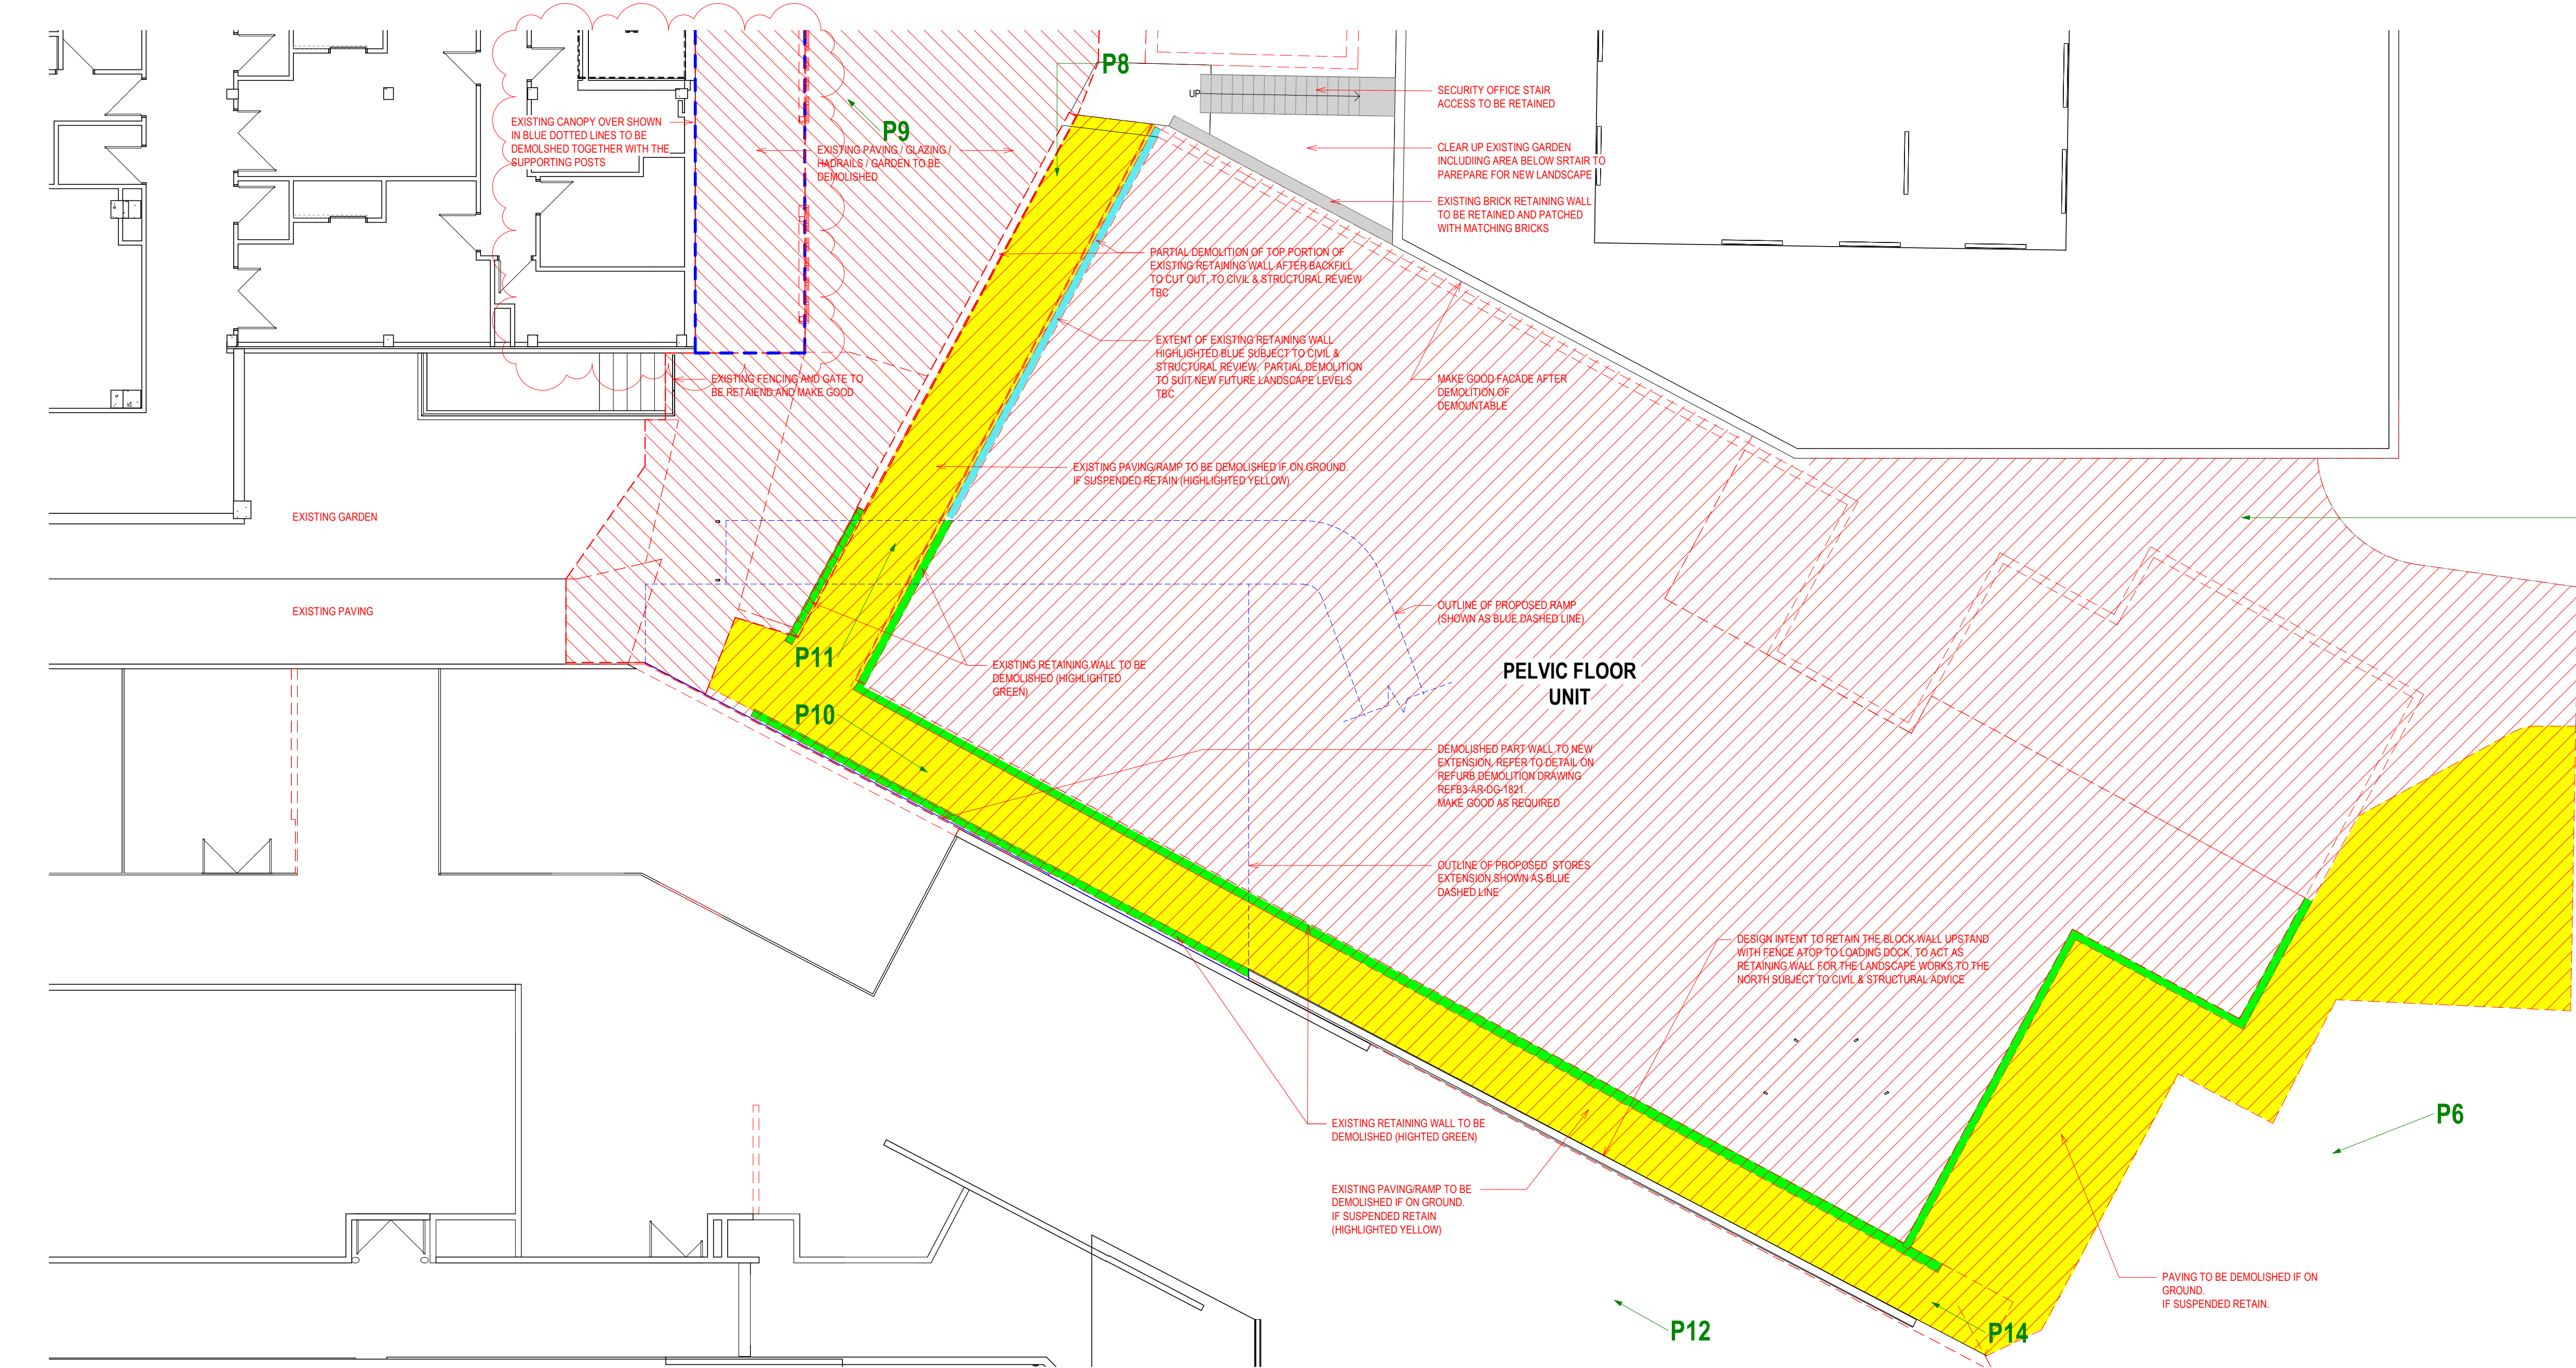 P8
UP
SECURITY OFFICE STAIR
ACCESS TO BE RETAINED
EXISTING CANOPY OVER SHOWN
IN BLUE DOTTED LINES TO BE
DEMOLSHED TOGETHER WITH THE
SUPPORTING POSTS
P9
EXISTING PAVING / GLAZING /
HADRAILS / GARDEN TO BE
DEMOLISHED
CLEAR UP EXISTING GARDEN
INCLUDING AREA BELOW SRTAIR TO
PAREPARE FOR NEW LANDSCAPE
EXISTING BRICK RETAINING WALL
TO BE RETAINED AND PATCHED
WITH MATCHING BRICKS
PARTIAL DEMOLITION OF TOP PORTION OF
EXISTING RETAINING WALL AFTER BACKFILL
TO CUT OUT, TO CIVIL & STRUCTURAL REVIEW
TBC
EXTENT OF EXISTING RETAINING WALL
HIGHLIGHTED BLUE SUBJECT TO CIVIL &
STRUCTURAL REVIEW, PARTIAL DEMOLITION
TO SUIT NEW FUTURE LANDSCAPE LEVELS
TBC
EXISTING FENCING AND GATE TO
BE RETAIEND AND MAKE GOOD
MAKE GOOD FACADE AFTER
DEMOLITION OF
DEMOUNTABLE
EXISTING PAVING/RAMP TO BE DEMOLISHED IF ON GROUND.
IF SUSPENDED RETAIN (HIGHLIGHTED YELLOW)
EXISTING GARDEN
EXISTING PAVING
OUTLINE OF PROPOSED RAMP
(SHOWN AS BLUE DASHED LINE)
P11
EXISTING RETAINING WALL TO BE
DEMOLISHED (HIGHLIGHTED
GREEN)
PELVIC FLOOR
UNIT
P10
DEMOLISHED PART WALL TO NEW
EXTENSION, REFER TO DETAIL ON
REFURB DEMOLITION DRAWING
REFB3-AR-DG-1821.
MAKE GOOD AS REQUIRED
OUTLINE OF PROPOSED STORES
EXTENSION SHOWN AS BLUE
DASHED LINE
DESIGN INTENT TO RETAIN THE BLOCK WALL UPSTAND
WITH FENCE ATOP TO LOADING DOCK, TO ACT AS
RETAINING WALL FOR THE LANDSCAPE WORKS TO THE
NORTH SUBJECT TO CIVIL & STRUCTURAL ADVICE
P6
EXISTING RETAINING WALL TO BE
DEMOLISHED (HIGHTED GREEN)
EXISTING PAVING/RAMP TO BE
DEMOLISHED IF ON GROUND.
IF SUSPENDED RETAIN
(HIGHLIGHTED YELLOW)
PAVING TO BE DEMOLISHED IF ON
GROUND.
IF SUSPENDED RETAIN.
P12
P14